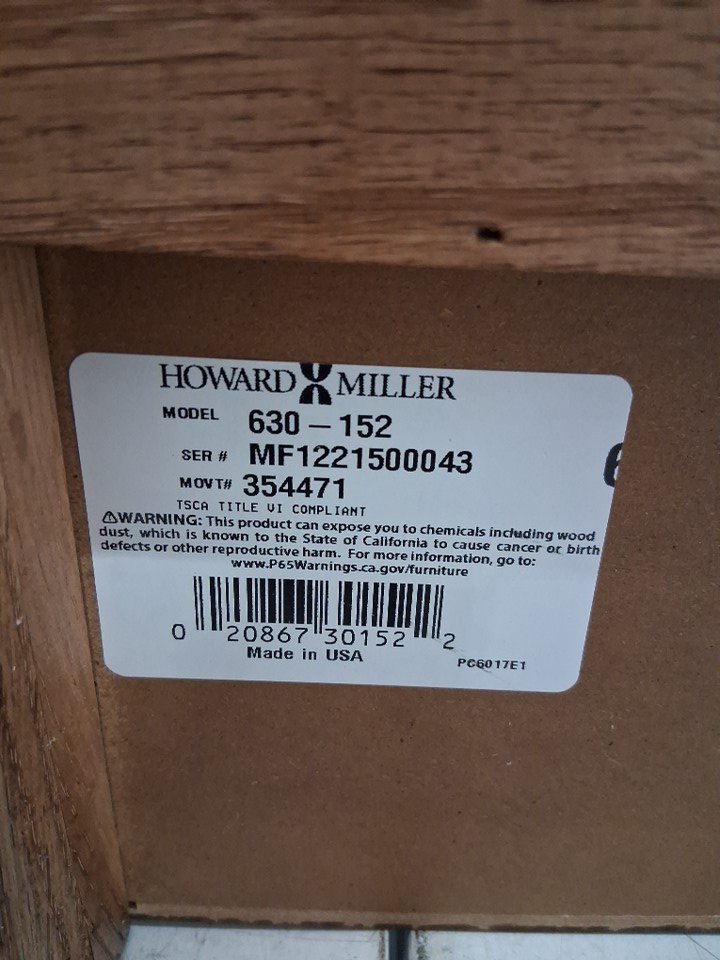 HOWARD MILLER
MODEL 630-152
SER # MF1221500043
MOVT# 354471
TSCA TITLE VI COMPLIANT
⚠WARNING: This product can expose you to chemicals including wood
dust, which is known to the State of California to cause cancer or birth
defects or other reproductive harm. For more information, go to:
www.P65Warnings.ca.gov/furniture
0 20867 30152 2
Made in USA
PC6017E1